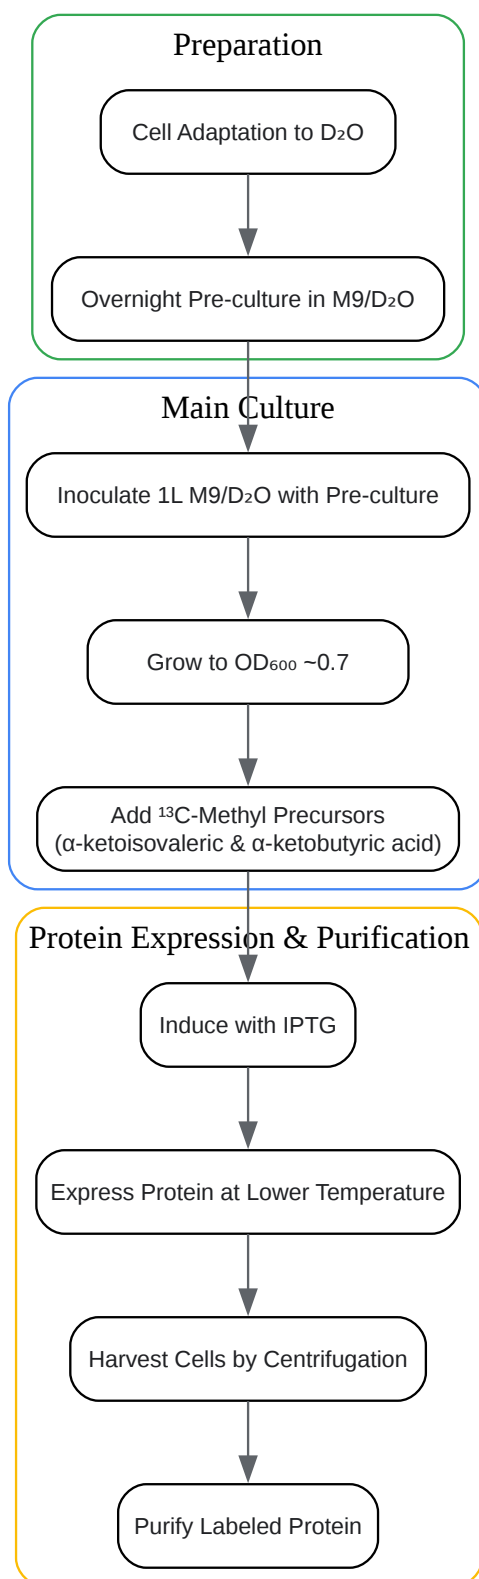 Preparation
Cell Adaptation to D₂O
Overnight Pre-culture in M9/D₂O
Main Culture
Inoculate 1L M9/D₂O with Pre-culture
Grow to OD₆₀₀ ~0.7
Add ¹³C-Methyl Precursors
(α-ketoisovaleric & α-ketobutyric acid)
Protein Expression & Purification
Induce with IPTG
Express Protein at Lower Temperature
Harvest Cells by Centrifugation
Purify Labeled Protein